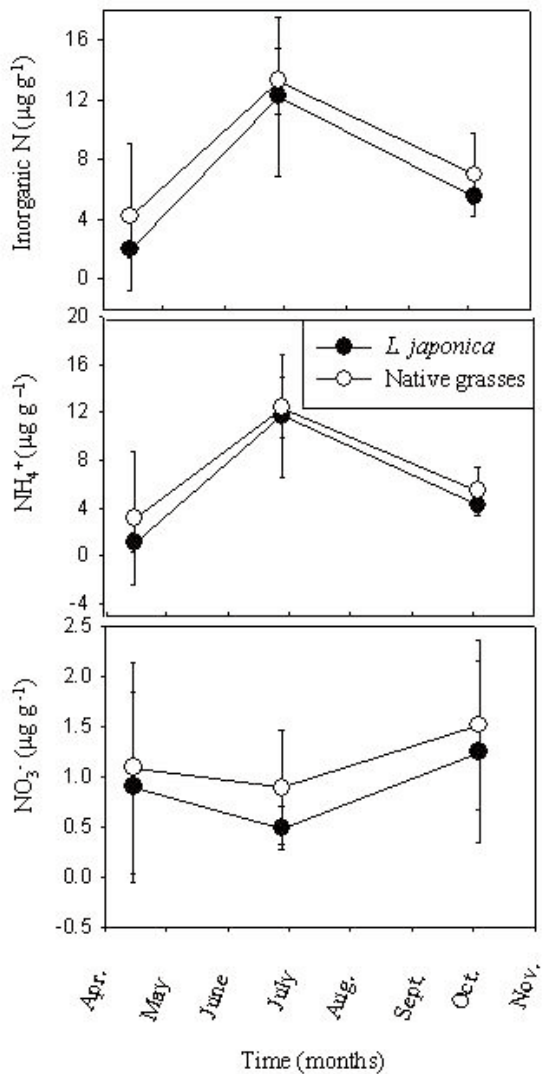 Inorganic N (µg g-1)
16
12
8
4
0
L japonica
Native grasses
NH4+ (µg g-1)
20
16
12
8
4
0
-4
NO3- (µg g-1)
2.5
2.0
1.5
1.0
0.5
0.0
-0.5
Apr. May June July Aug. Sept. Oct. Nov.
Time (months)